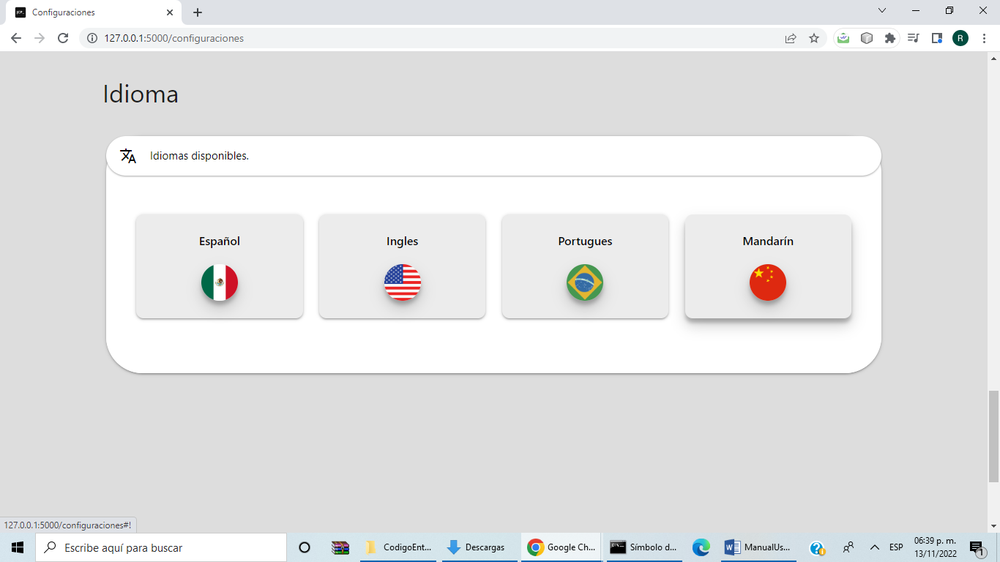 Configuraciones
127.0.0.1:5000/configuraciones
R
Idioma
Idiomas disponibles.
Español
Ingles
Portugues
Mandarín
127.0.0.1:5000/configuraciones#!
Escribe aquí para buscar
CodigoEnt...
Descargas
Google Ch...
Símbolo d...
ManualUs...
ESP
06:39 p. m.
13/11/2022
1